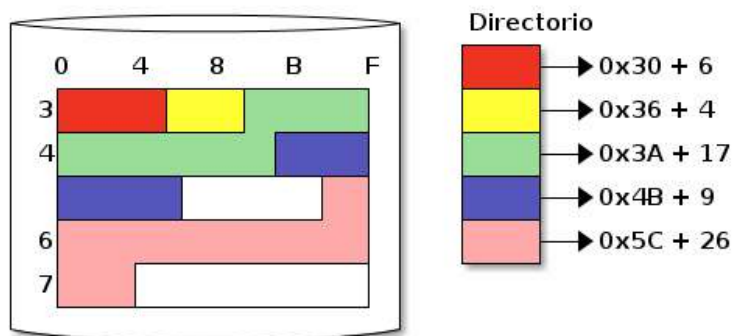 Directorio
0 4 8 B F
3
4
6
7
0x30 + 6
0x36 + 4
0x3A + 17
0x4B + 9
0x5C + 26